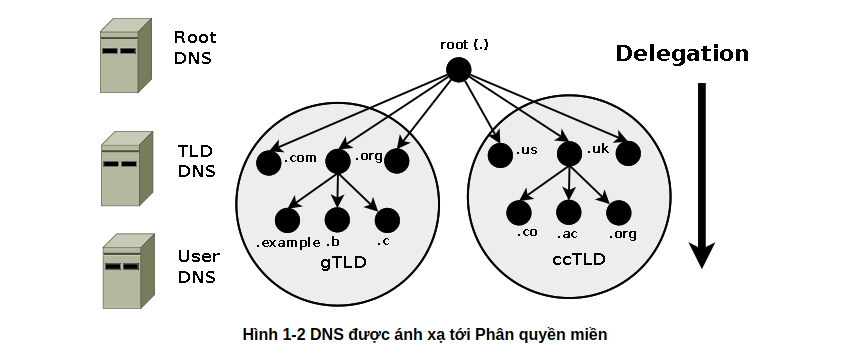 Root
DNS
root (.)
Delegation
TLD
DNS
.com
.org
.us
.uk
.example
.b
.c
.co
.ac
.org
User
DNS
gTLD
ccTLD
Hình 1-2 DNS được ánh xạ tới Phân quyền miền